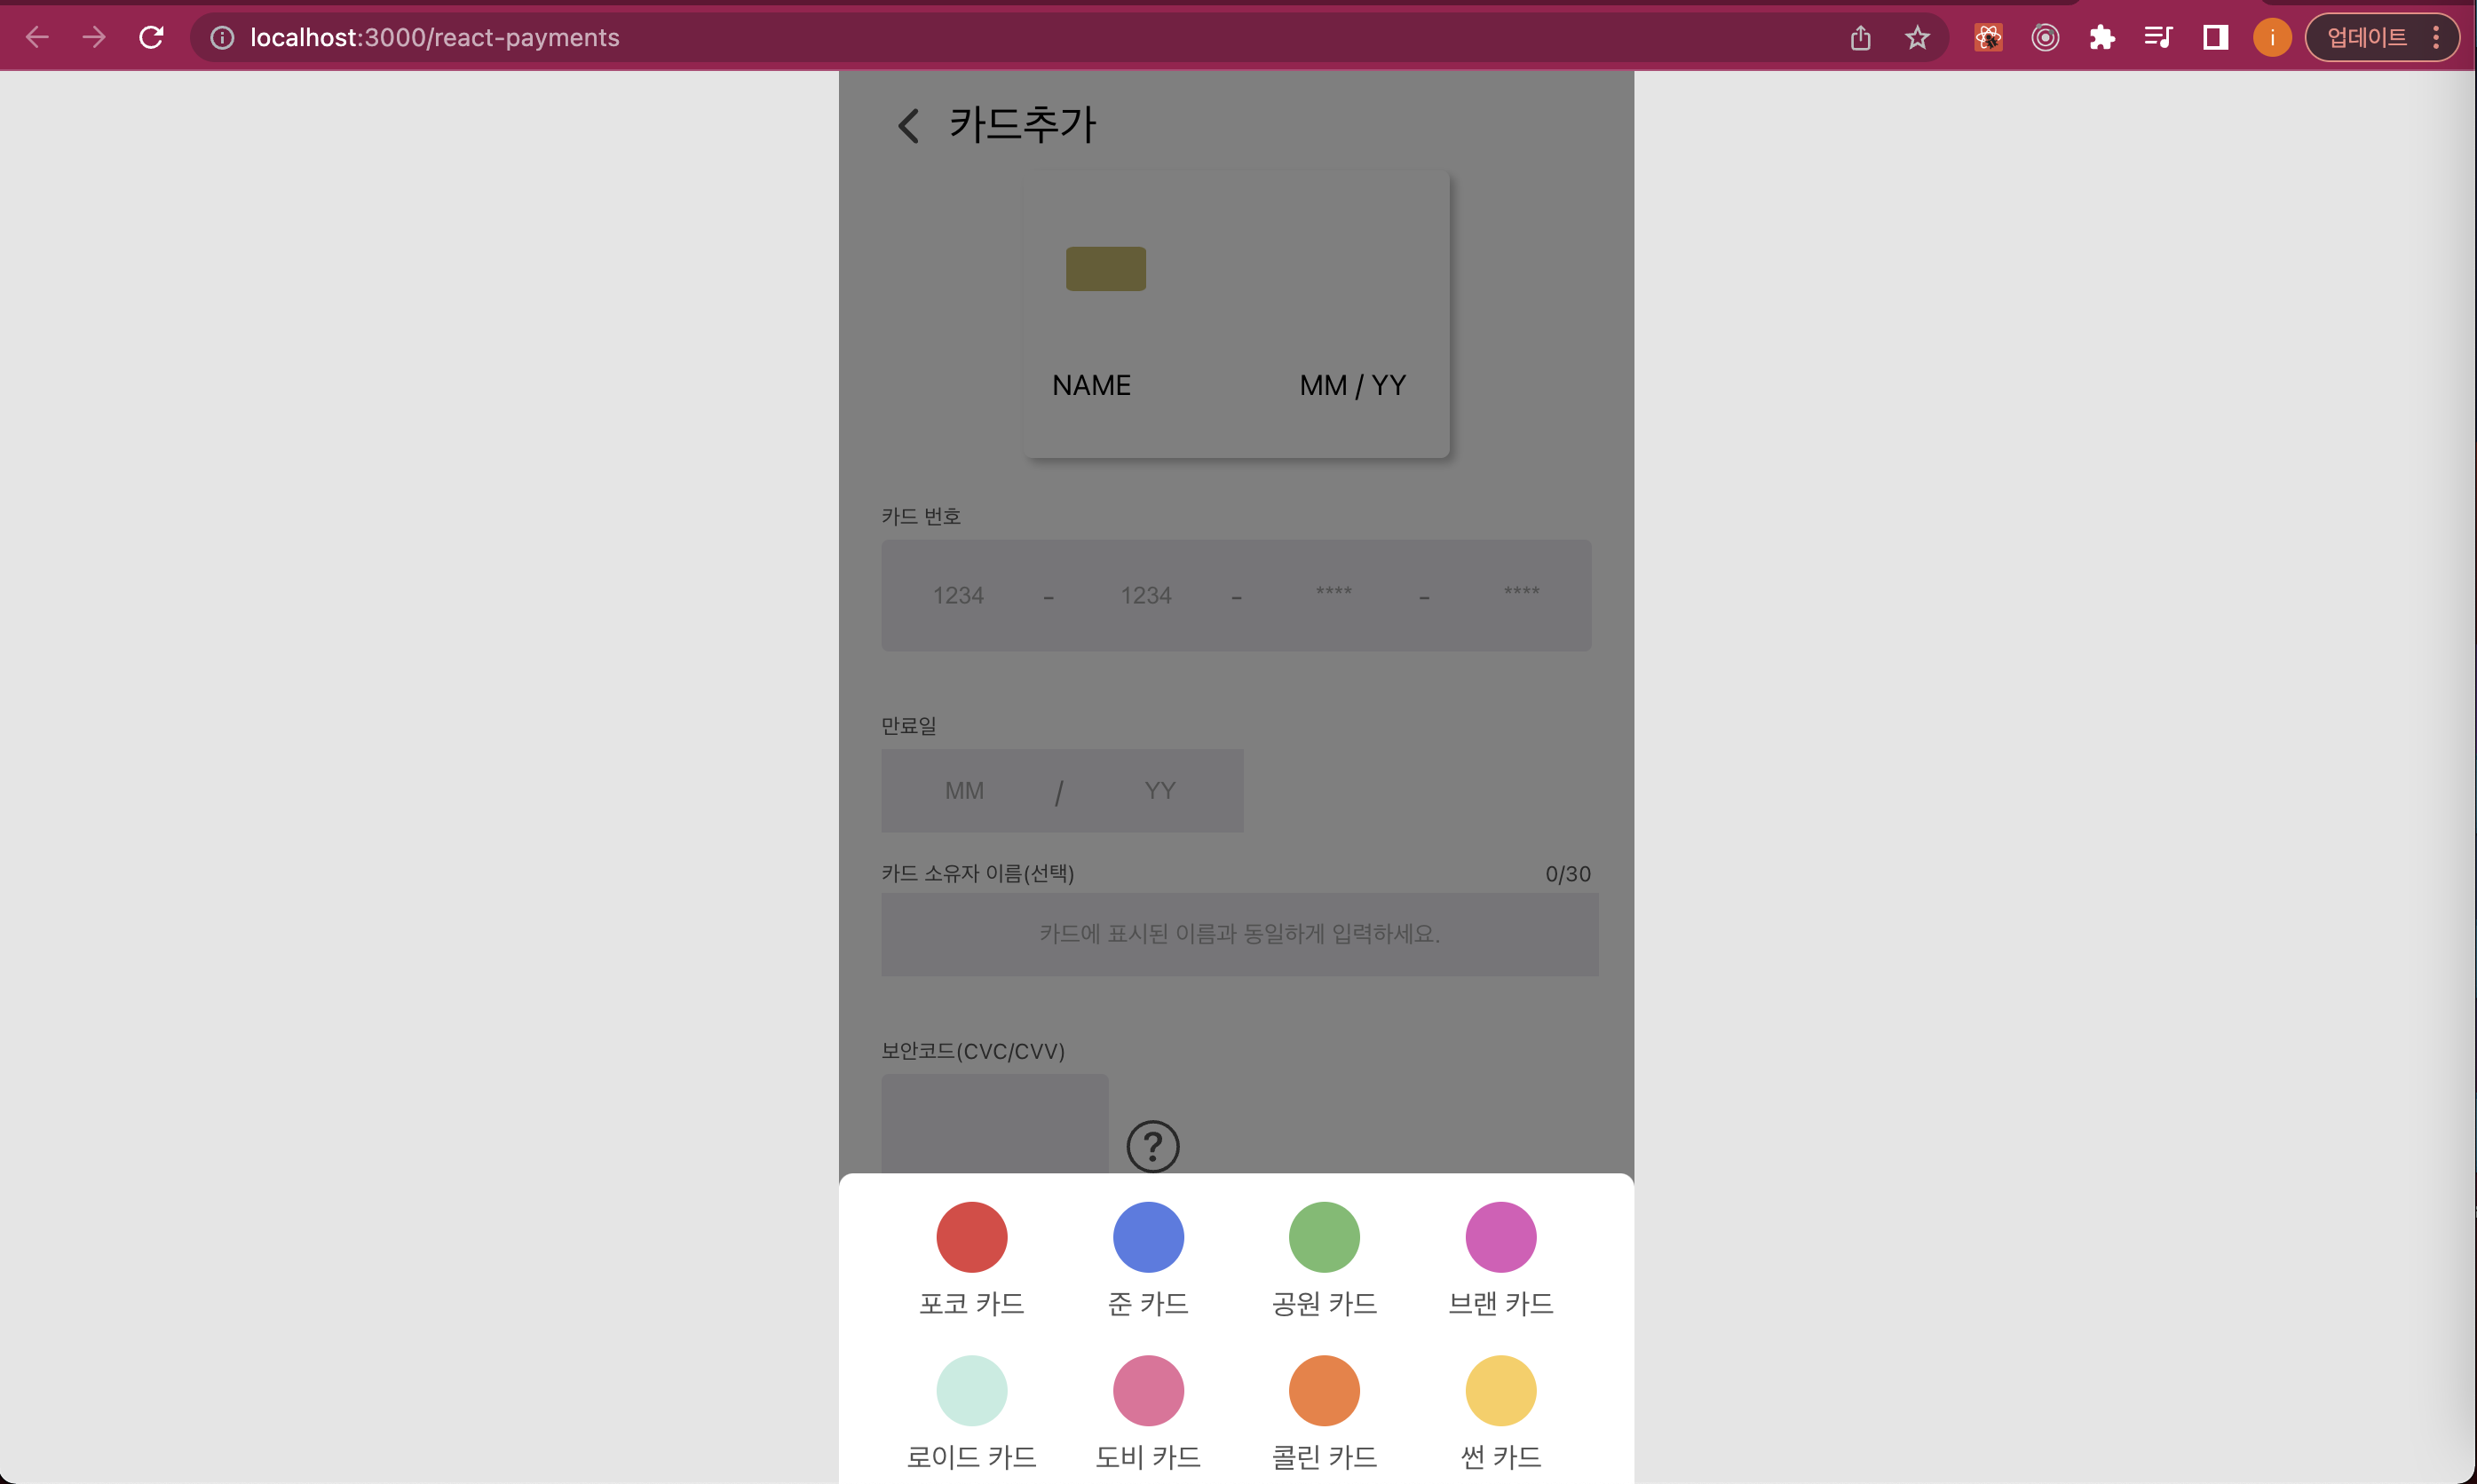 localhost:3000/react-payments
i
업데이트
카드추가
NAME MM / YY
카드 번호
1234 - 1234 - **** - ****
만료일
MM / YY
카드 소유자 이름(선택) 0/30
카드에 표시된 이름과 동일하게 입력하세요.
보안코드(CVC/CVV)
?
포코 카드 준 카드 공원 카드 브랜 카드
로이드 카드 도비 카드 콜린 카드 썬 카드